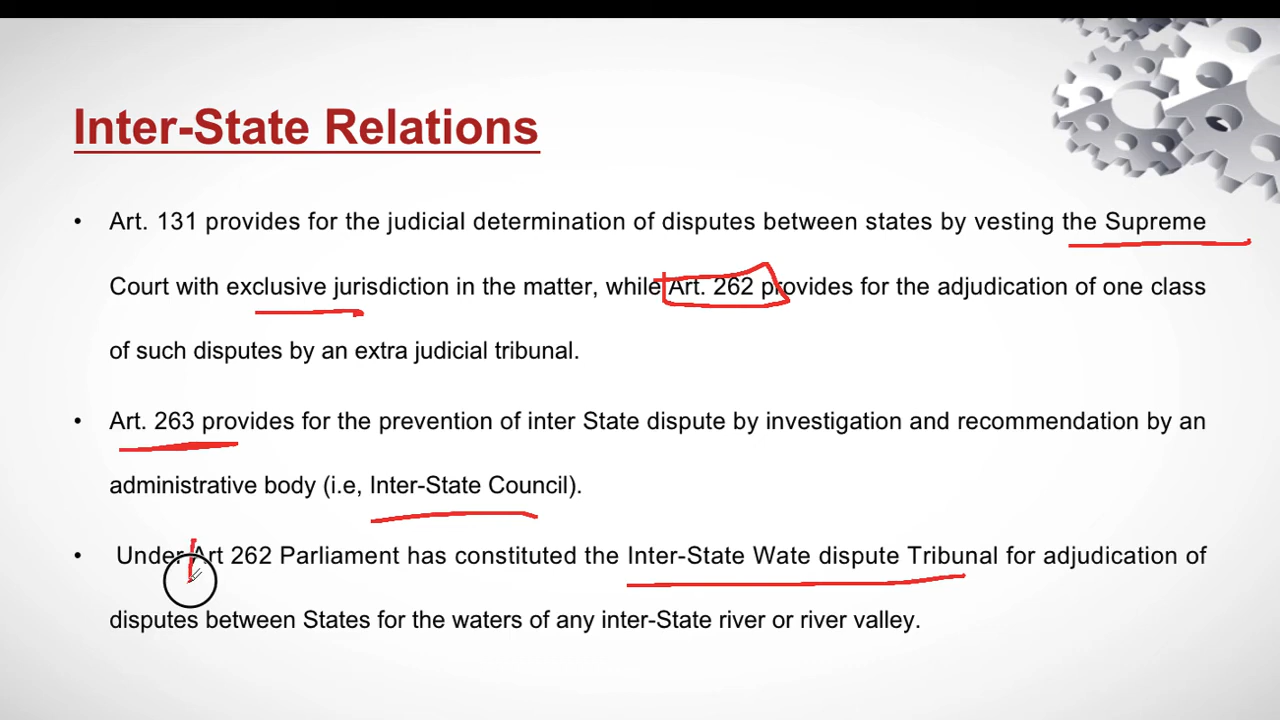 Inter-State Relations
• Art. 131 provides for the judicial determination of disputes between states by vesting the Supreme
Court with exclusive jurisdiction in the matter, while Art. 262 provides for the adjudication of one class
of such disputes by an extra judicial tribunal.
• Art. 263 provides for the prevention of inter State dispute by investigation and recommendation by an
administrative body (i.e, Inter-State Council).
• Under Art 262 Parliament has constituted the Inter-State Wate dispute Tribunal for adjudication of
disputes between States for the waters of any inter-State river or river valley.